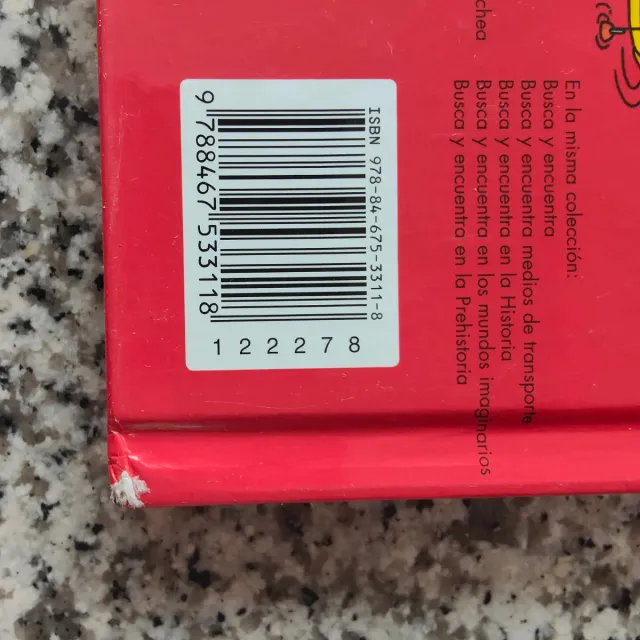 chea
En la misma colección:
Busca y encuentra
Busca y encuentra medios de transporte
Busca y encuentra en la Historia
Busca y encuentra en los mundos imaginarios
Busca y encuentra en la Prehistoria
ISBN 978-84-675-3311-8
9 788467 533118
122278